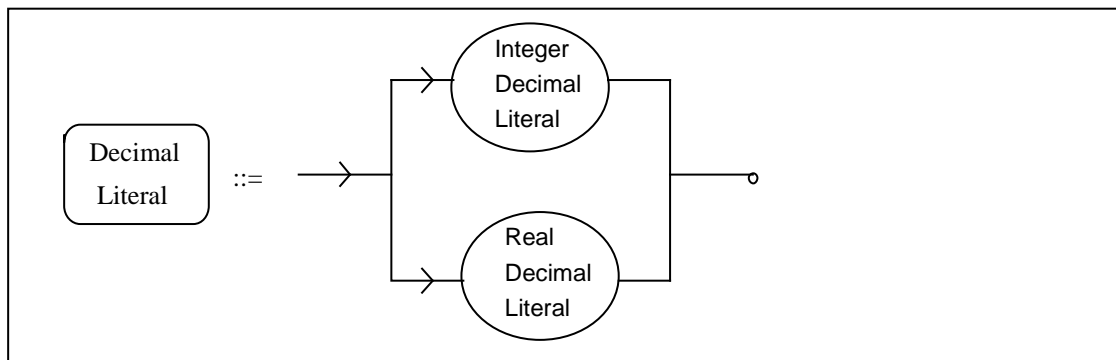 Decimal
Literal
::=
Integer
Decimal
Literal
Real
Decimal
Literal